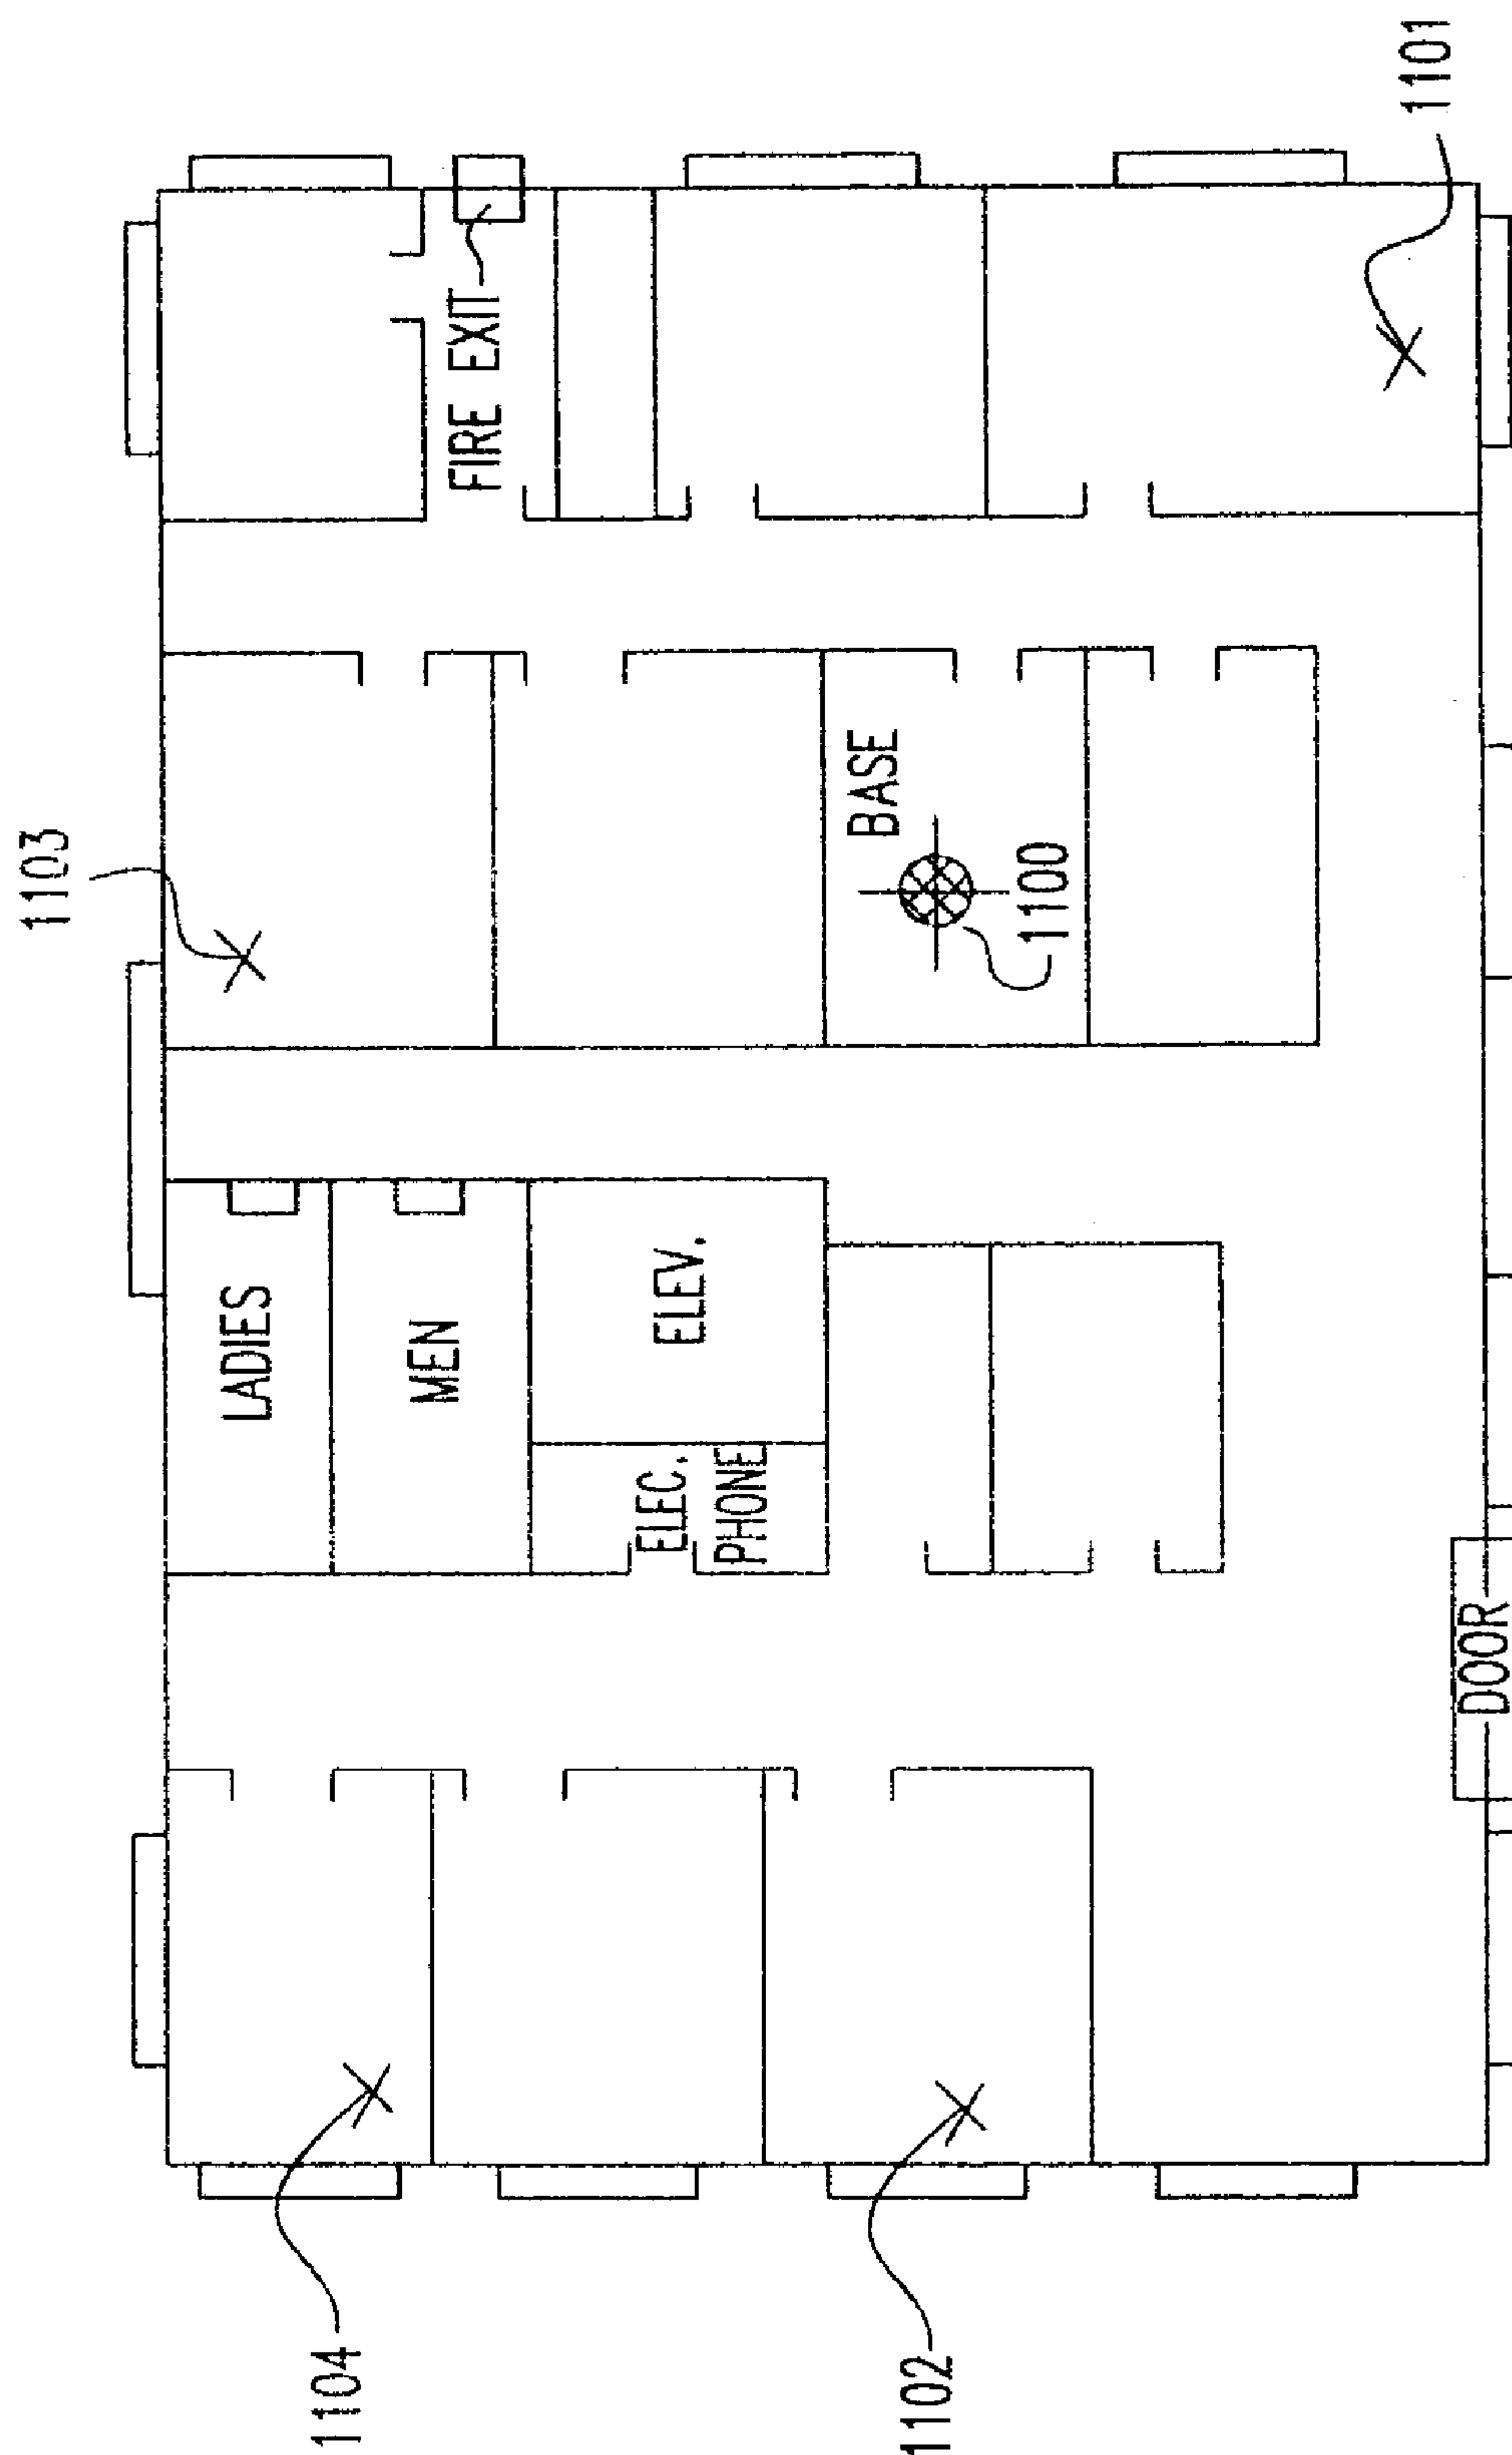 1104
1103
1101
LADIES
MEN
FIRE EXIT
ELEC.
PHONE
ELEV.
BASE
1100
1102
DOOR